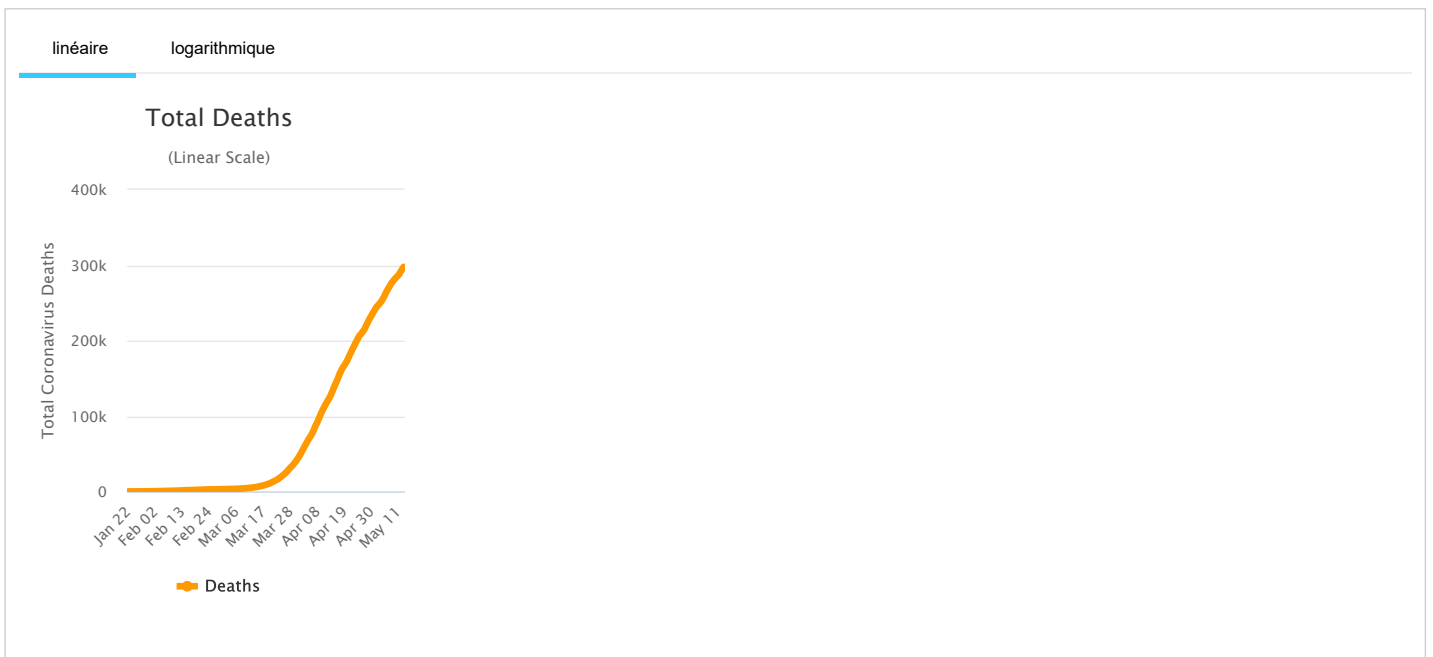 linéaire logarithmique
Total Deaths
(Linear Scale)
Total Coronavirus Deaths
400k
300k
200k
100k
0
Jan 22 Feb 02 Feb 13 Feb 24 Mar 06 Mar 17 Mar 28 Apr 08 Apr 19 Apr 30 May 11
Deaths